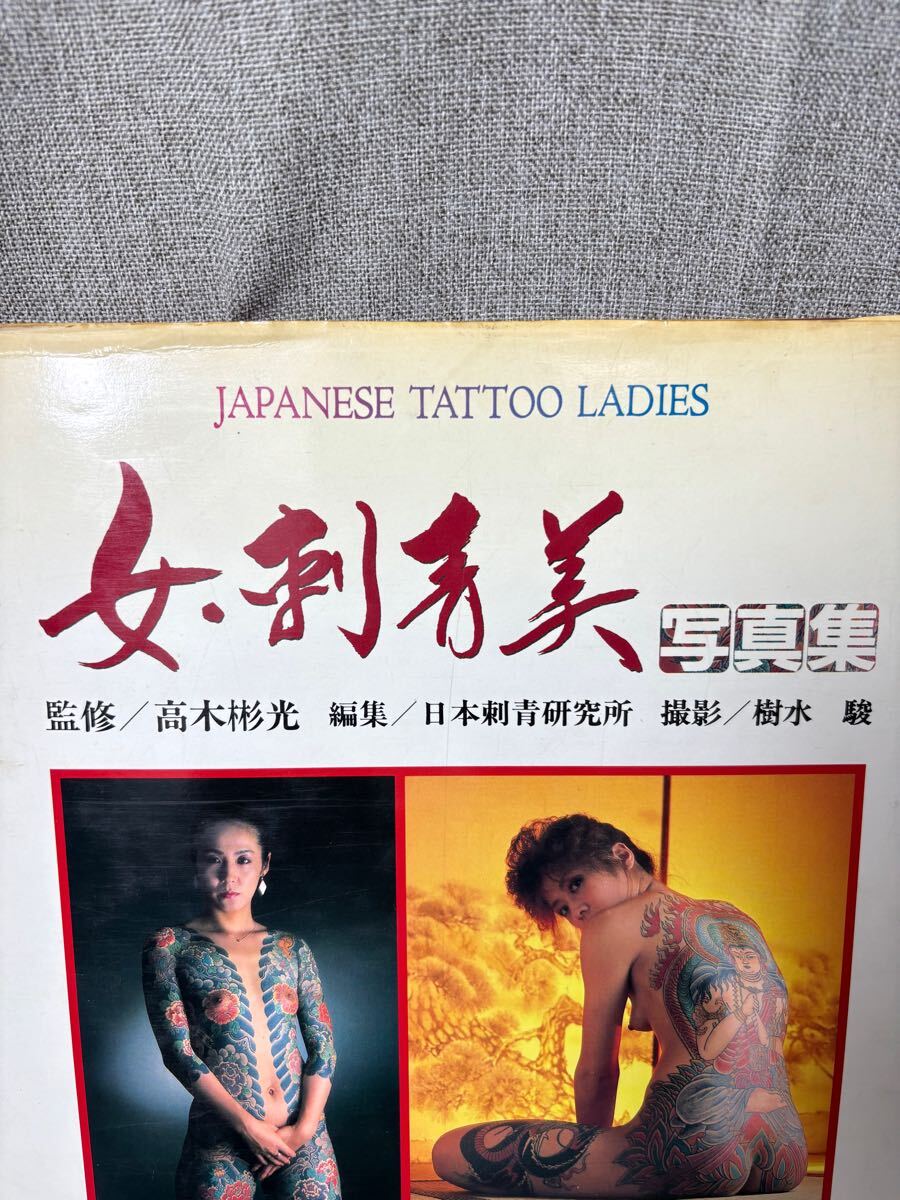 JAPANESE TATTOO LADIES
女・刺青美 写真集
監修／高木彬光 編集／日本刺青研究所 撮影／樹水 駿